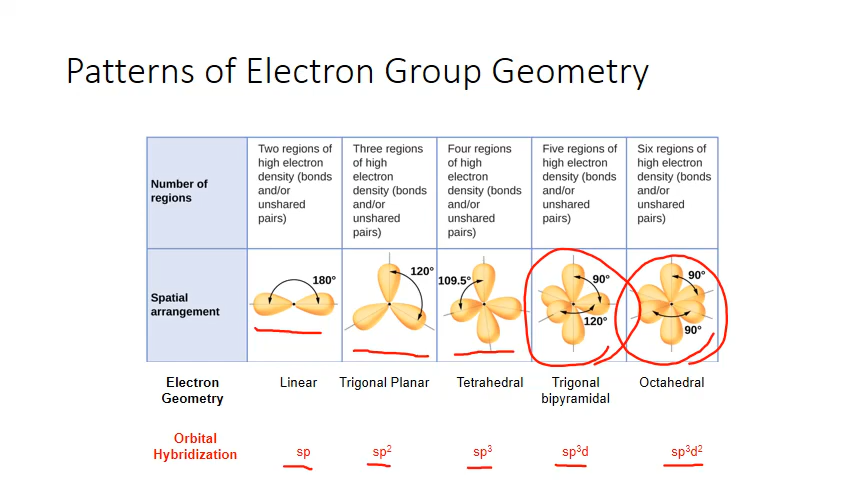 Patterns of Electron Group Geometry
Number of
regions
Two regions of
high electron
density (bonds
and/or
unshared
pairs)
Three regions
of high
electron
density (bonds
and/or
unshared
pairs)
Four regions
of high
electron
density (bonds
and/or
unshared
pairs)
Five regions of
high electron
density (bonds
and/or
unshared
pairs)
Six regions of
high electron
density (bonds
and/or
unshared
pairs)
Spatial
arrangement
180°
120°
109.5°
90°
120°
90°
90°
Electron
Geometry
Linear
Trigonal Planar
Tetrahedral
Trigonal
bipyramidal
Octahedral
Orbital
Hybridization
sp
sp²
sp³
sp³d
sp³d²